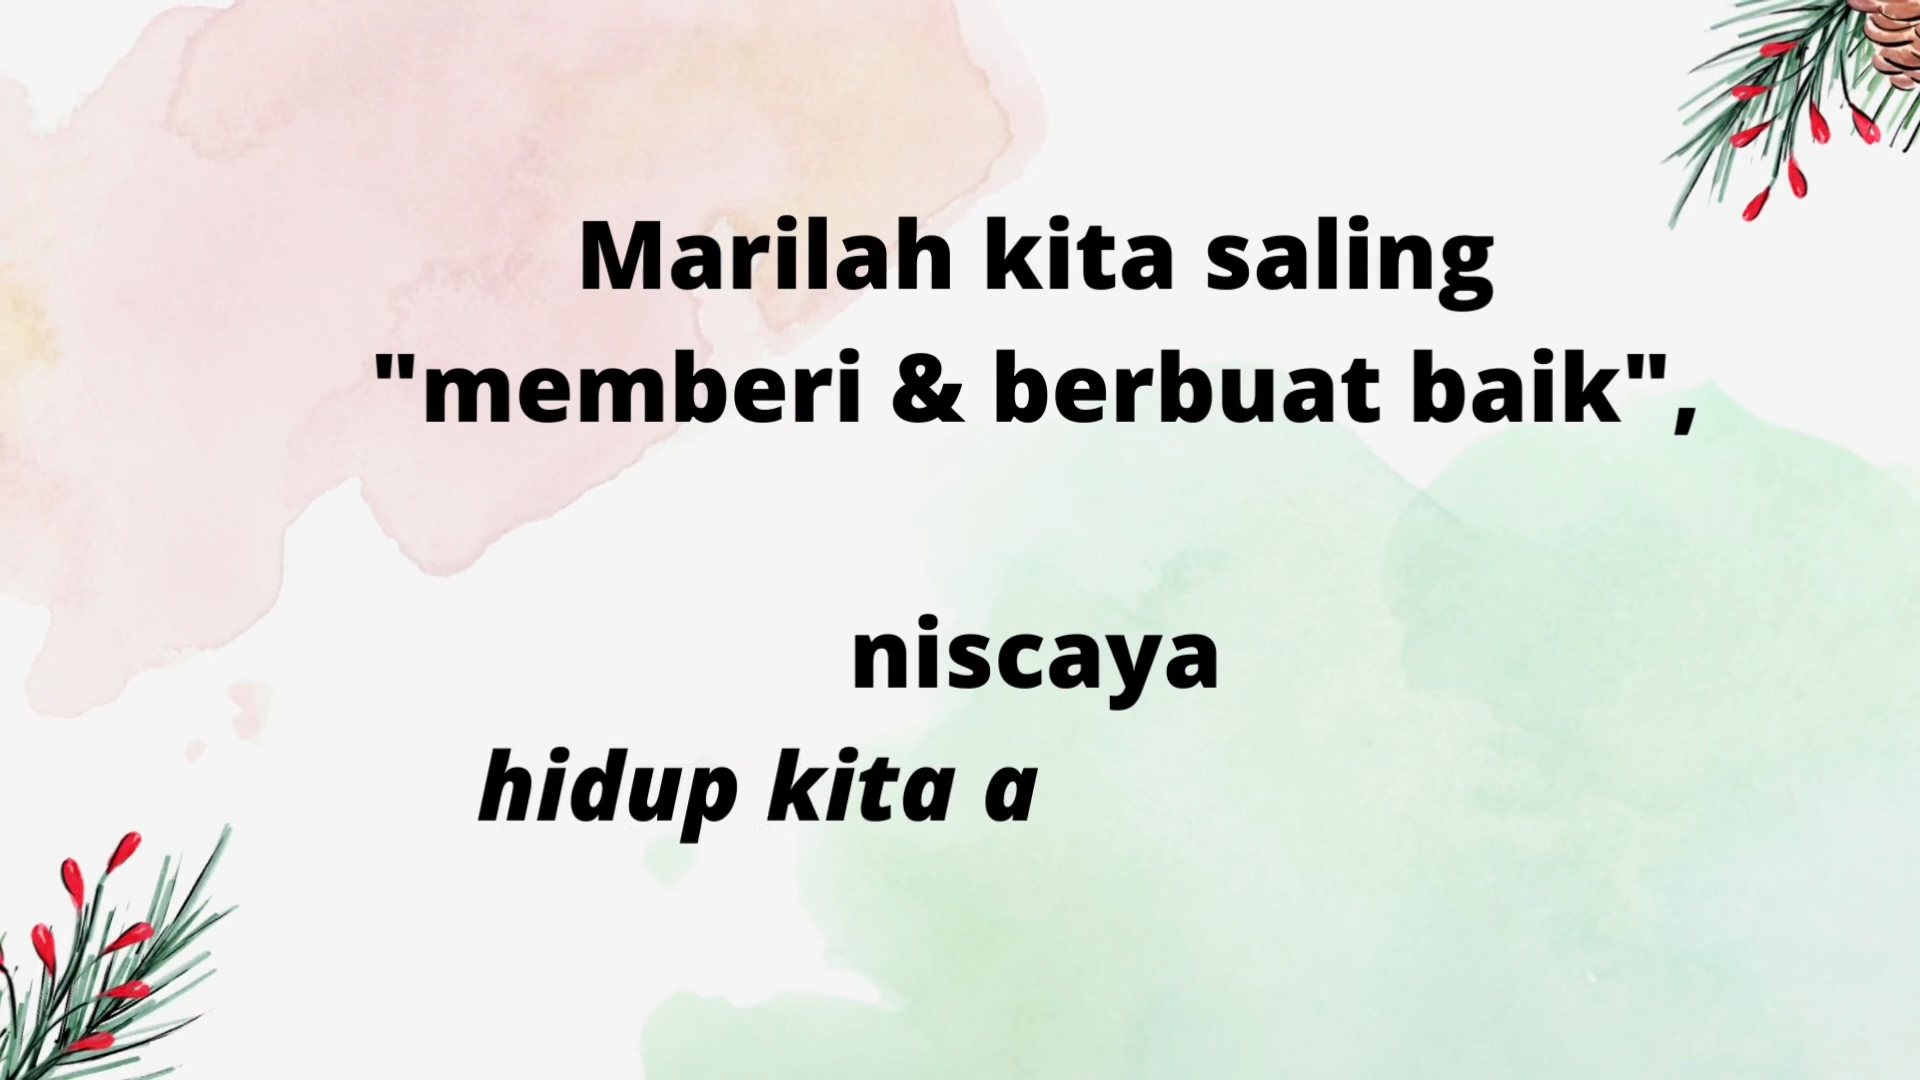 Marilah kita saling
"memberi & berbuat baik",
niscaya
hidup kita a